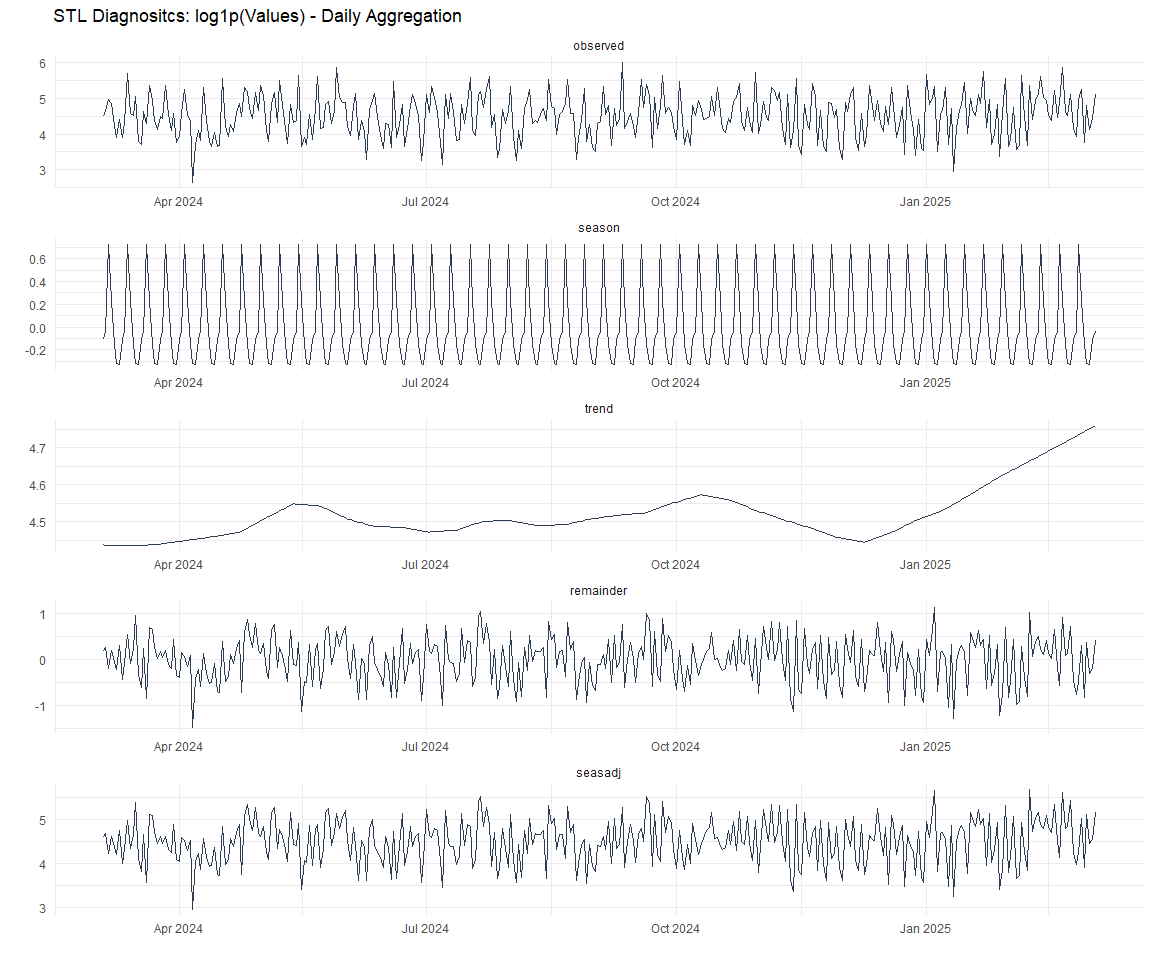 STL Diagnositcs: log1p(Values) - Daily Aggregation
observed
6
5
4
3
Apr 2024 Jul 2024 Oct 2024 Jan 2025
season
0.6
0.4
0.2
0.0
-0.2
Apr 2024 Jul 2024 Oct 2024 Jan 2025
trend
4.7
4.6
4.5
Apr 2024 Jul 2024 Oct 2024 Jan 2025
remainder
1
0
-1
Apr 2024 Jul 2024 Oct 2024 Jan 2025
seasadj
5
4
3
Apr 2024 Jul 2024 Oct 2024 Jan 2025